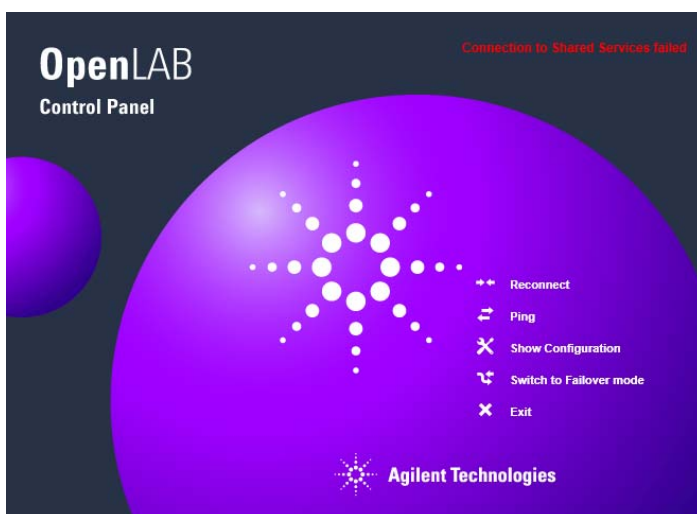 OpenLAB
Control Panel
Connection to Shared Services failed
Reconnect
Ping
Show Configuration
Switch to Failover mode
Exit
Agilent Technologies